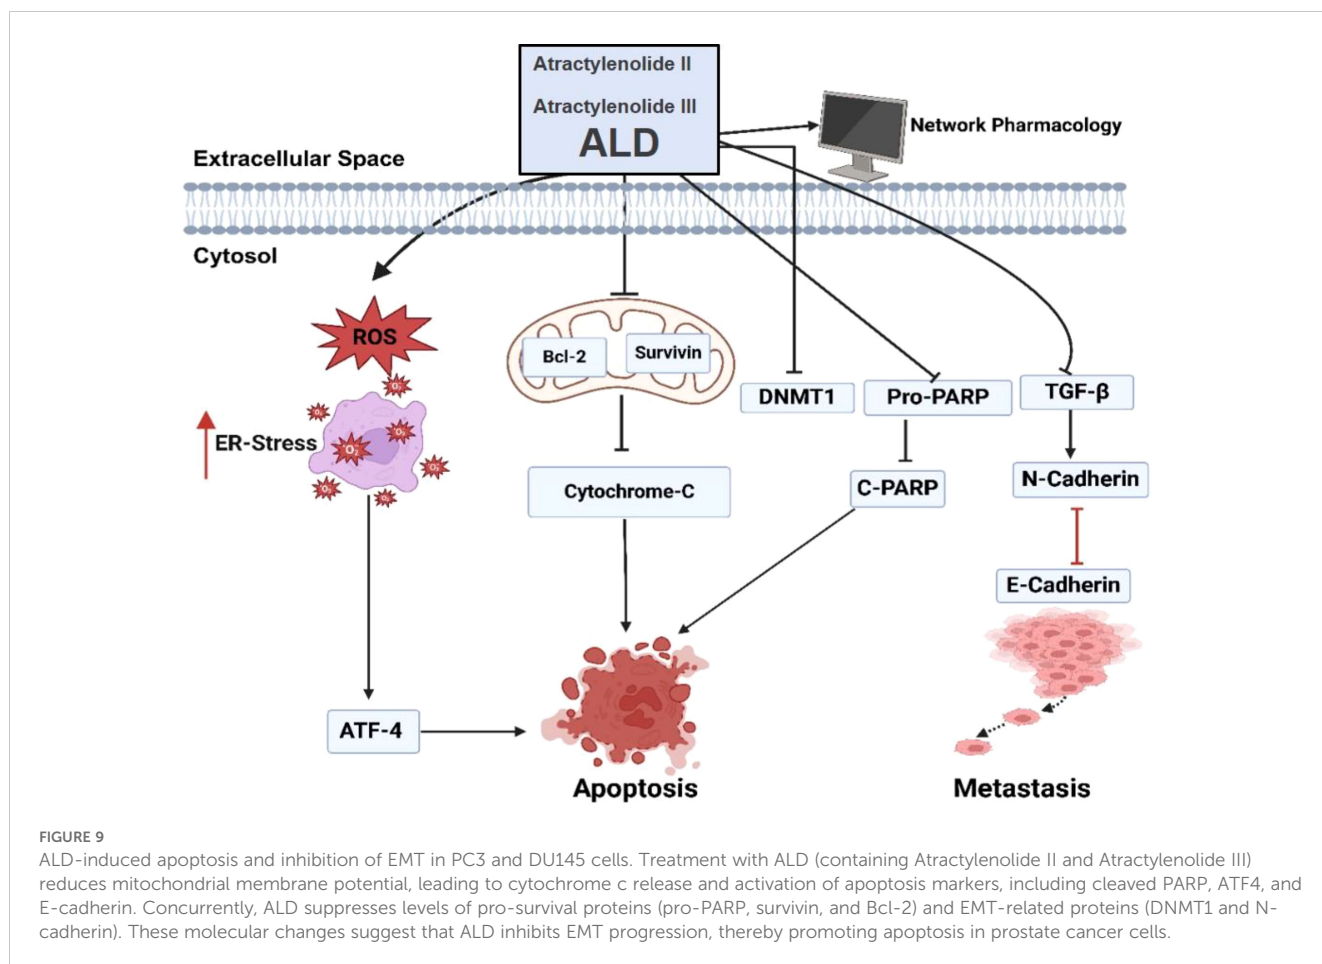 Atractylenolide II
Atractylenolide III
ALD
Network Pharmacology
Extracellular Space
Cytosol
ROS
Bcl-2
Survivin
DNMT1
Pro-PARP
TGF-β
O₂
ER-Stress
Cytochrome-C
C-PARP
N-Cadherin
E-Cadherin
ATF-4
Apoptosis
Metastasis
FIGURE 9
ALD-induced apoptosis and inhibition of EMT in PC3 and DU145 cells. Treatment with ALD (containing Atractylenolide II and Atractylenolide III)
reduces mitochondrial membrane potential, leading to cytochrome c release and activation of apoptosis markers, including cleaved PARP, ATF4, and
E-cadherin. Concurrently, ALD suppresses levels of pro-survival proteins (pro-PARP, survivin, and Bcl-2) and EMT-related proteins (DNMT1 and N-
cadherin). These molecular changes suggest that ALD inhibits EMT progression, thereby promoting apoptosis in prostate cancer cells.